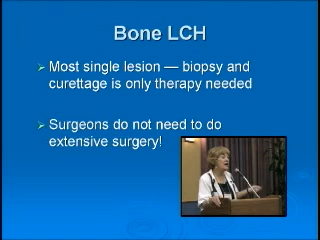 Bone LCH
Most single lesion — biopsy and
curettage is only therapy needed
Surgeons do not need to do
extensive surgery!